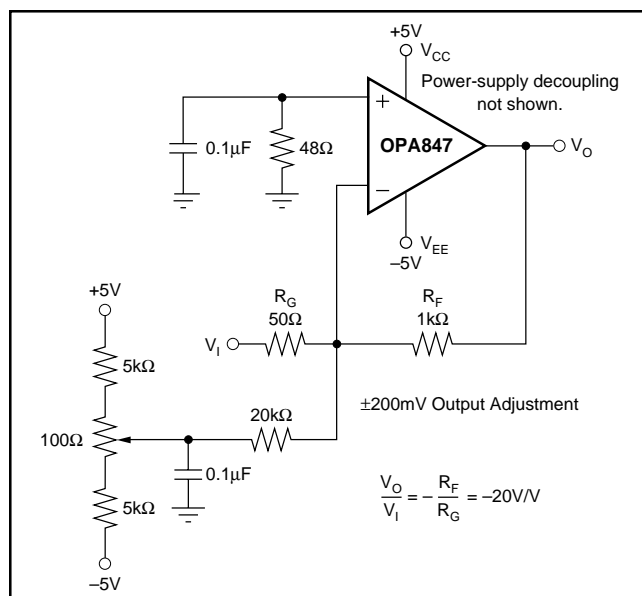 +5V
V_CC
Power-supply decoupling
not shown.
+
OPA847
0.1µF
48Ω
V_O
−
V_EE
–5V
+5V
R_G
50Ω
R_F
1kΩ
V_I
5kΩ
±200mV Output Adjustment
20kΩ
100Ω
0.1µF
V_O/V_I = – R_F/R_G = –20V/V
5kΩ
–5V